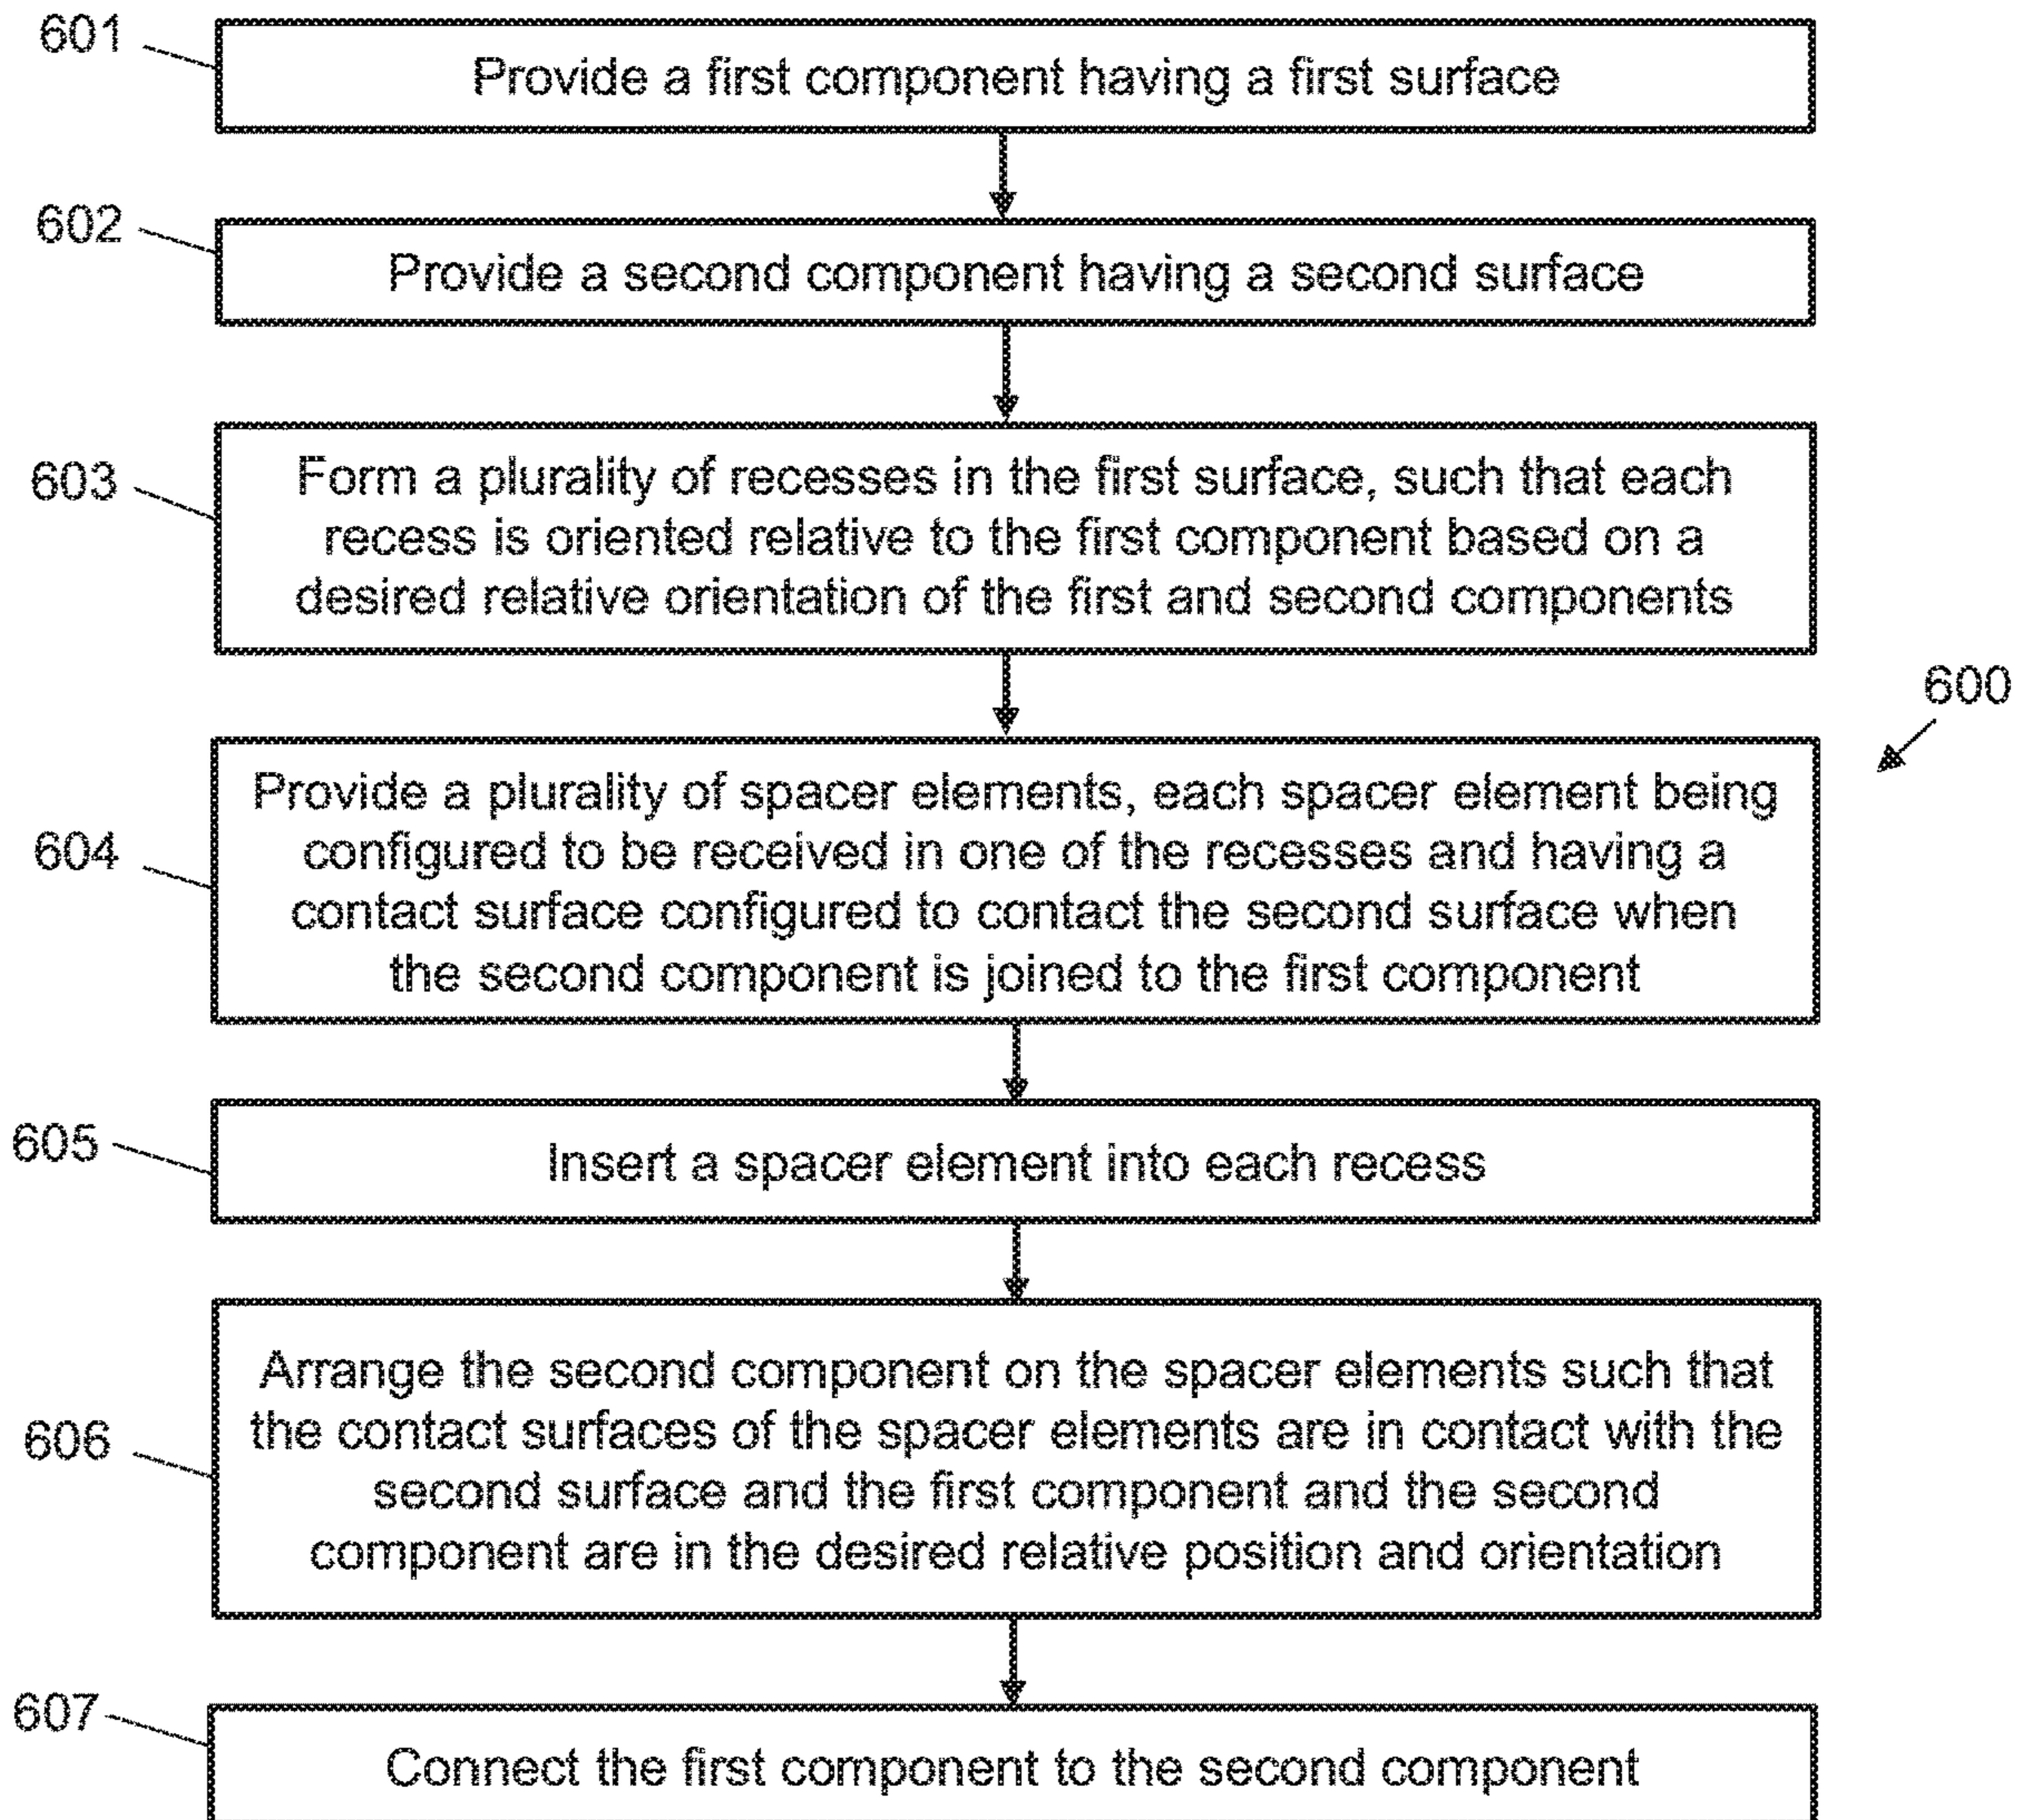 601
Provide a first component having a first surface
602
Provide a second component having a second surface
603
Form a plurality of recesses in the first surface, such that each
recess is oriented relative to the first component based on a
desired relative orientation of the first and second components
600
604
Provide a plurality of spacer elements, each spacer element being
configured to be received in one of the recesses and having a
contact surface configured to contact the second surface when
the second component is joined to the first component
605
Insert a spacer element into each recess
606
Arrange the second component on the spacer elements such that
the contact surfaces of the spacer elements are in contact with the
second surface and the first component and the second
component are in the desired relative position and orientation
607
Connect the first component to the second component